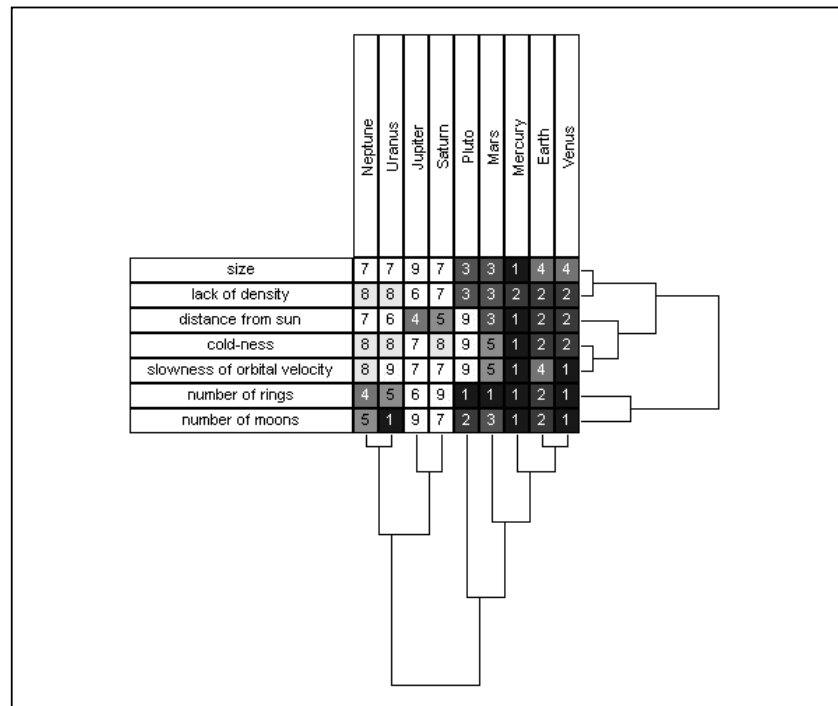 Neptune Uranus Jupiter Saturn Pluto Mars Mercury Earth Venus
size 7 7 9 7 3 3 1 4 4
lack of density 8 8 6 7 3 3 2 2 2
distance from sun 7 6 4 5 9 3 1 2 2
cold-ness 8 8 7 8 9 5 1 2 2
slowness of orbital velocity 8 9 7 7 9 5 1 4 1
number of rings 4 5 6 9 1 1 1 2 1
number of moons 5 1 9 7 2 3 1 2 1